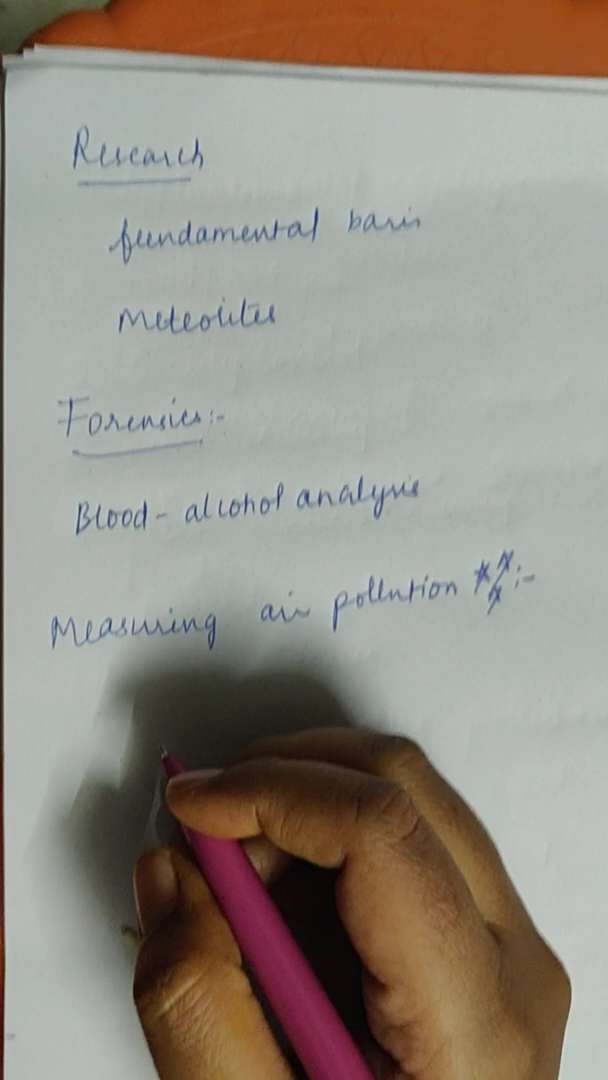 Research
fundamental basis
Meteorites
Forensics:-
Blood - alcohol analysis
Measuring air pollution ***:-